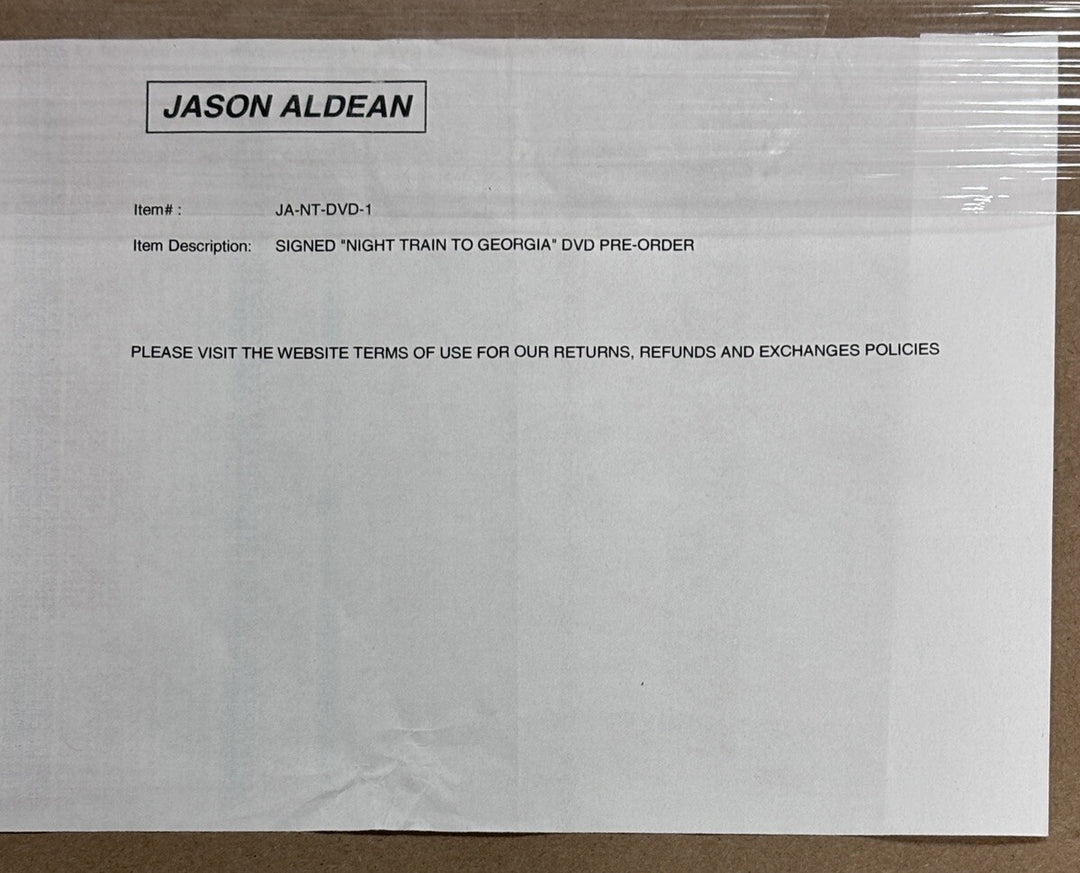 JASON ALDEAN
Item# : JA-NT-DVD-1
Item Description: SIGNED "NIGHT TRAIN TO GEORGIA" DVD PRE-ORDER
PLEASE VISIT THE WEBSITE TERMS OF USE FOR OUR RETURNS, REFUNDS AND EXCHANGES POLICIES